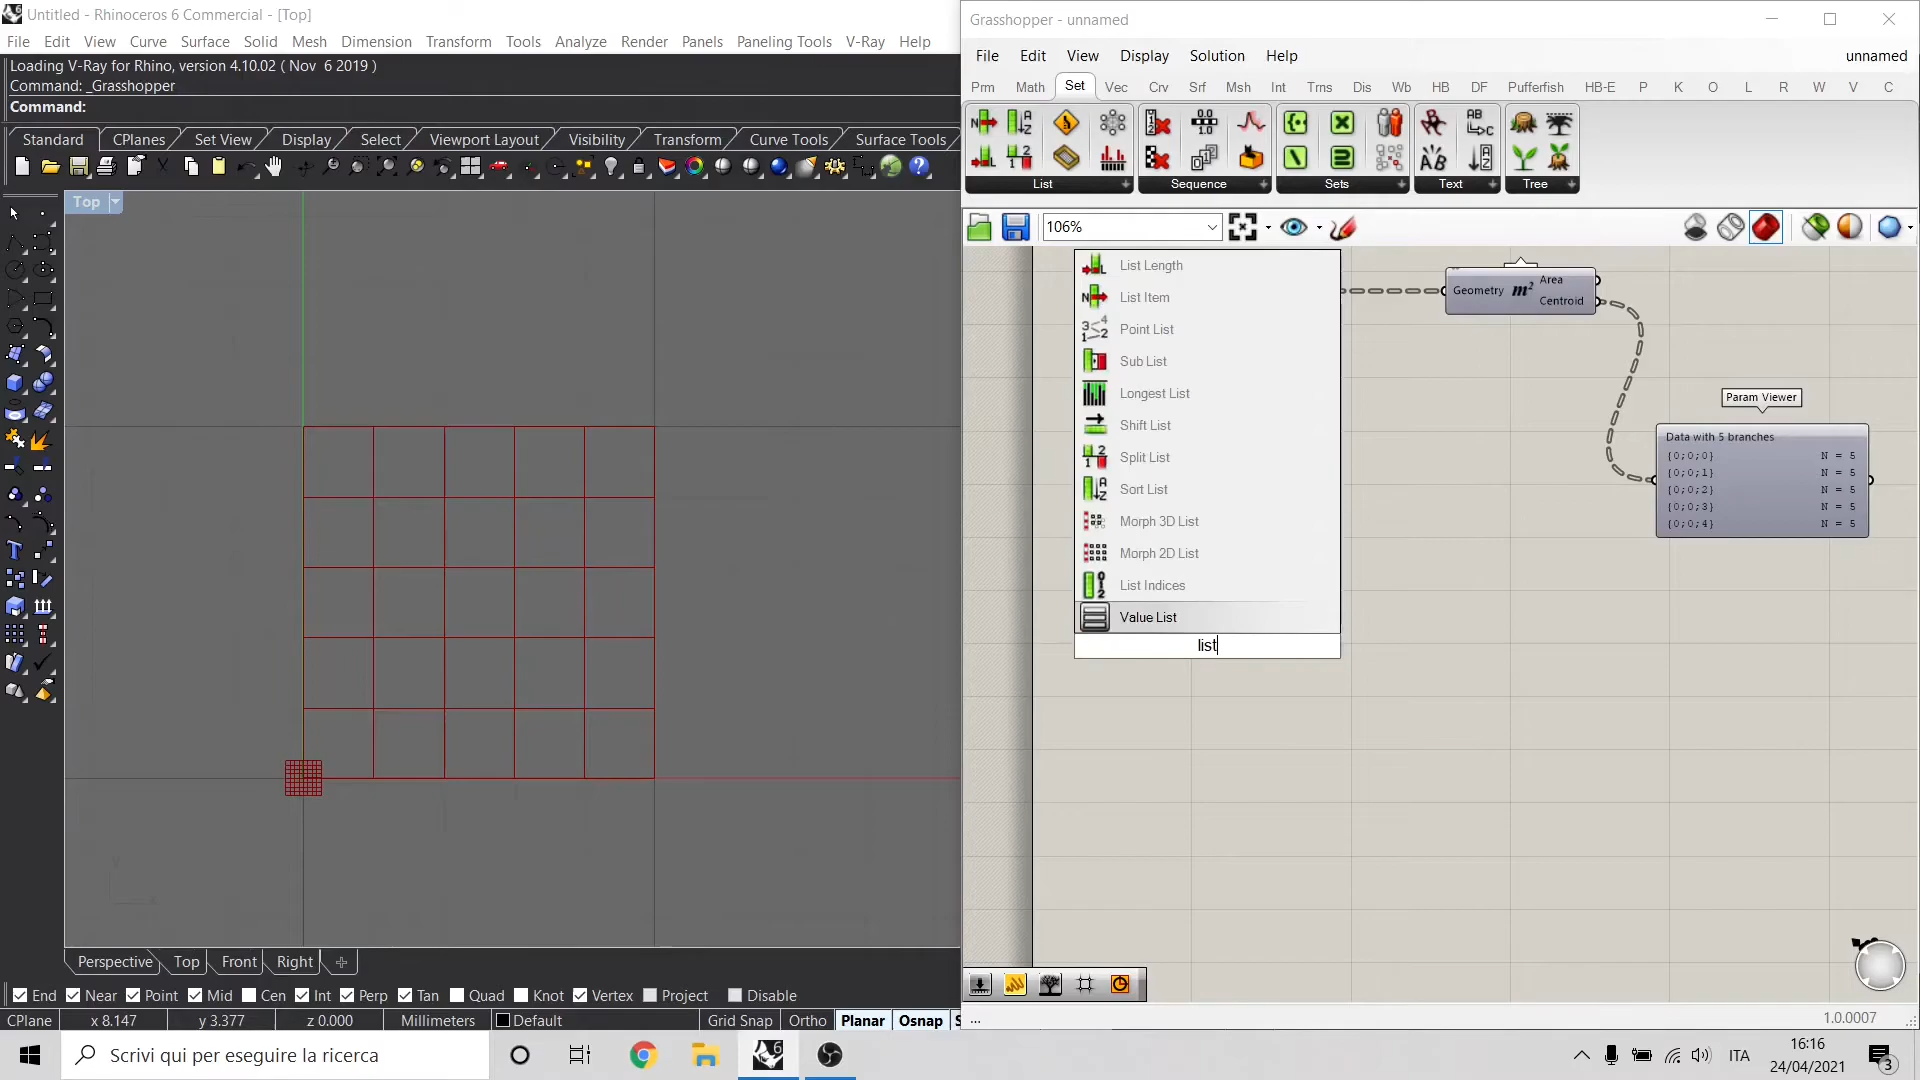 Untitled - Rhinoceros 6 Commercial - [Top]
File Edit View Curve Surface Solid Mesh Dimension Transform Tools Analyze Render Panels Paneling Tools V-Ray Help
Loading V-Ray for Rhino, version 4.10.02 ( Nov 6 2019 )
Command: _Grasshopper
Command:
Standard CPlanes Set View Display Select Viewport Layout Visibility Transform Curve Tools Surface Tools
Top
Perspective Top Front Right
End Near Point Mid Cen Int Perp Tan Quad Knot Vertex Project Disable
CPlane x 8.147 y 3.377 z 0.000 Millimeters Default Grid Snap Ortho Planar Osnap S
Grasshopper - unnamed
File Edit View Display Solution Help unnamed
Prm Math Set Vec Crv Srf Msh Int Trns Dis Wb HB DF Pufferfish HB-E P K O L R W V C
List Sequence Sets Text Tree
106%
List Length
List Item
Point List
Sub List
Longest List
Shift List
Split List
Sort List
Morph 3D List
Morph 2D List
List Indices
Value List
list
Geometry m² Area
Centroid
Param Viewer
Data with 5 branches
{0;0;0} N = 5
{0;0;1} N = 5
{0;0;2} N = 5
{0;0;3} N = 5
{0;0;4} N = 5
... 1.0.0007
Scrivi qui per eseguire la ricerca
ITA
16:16
24/04/2021
3